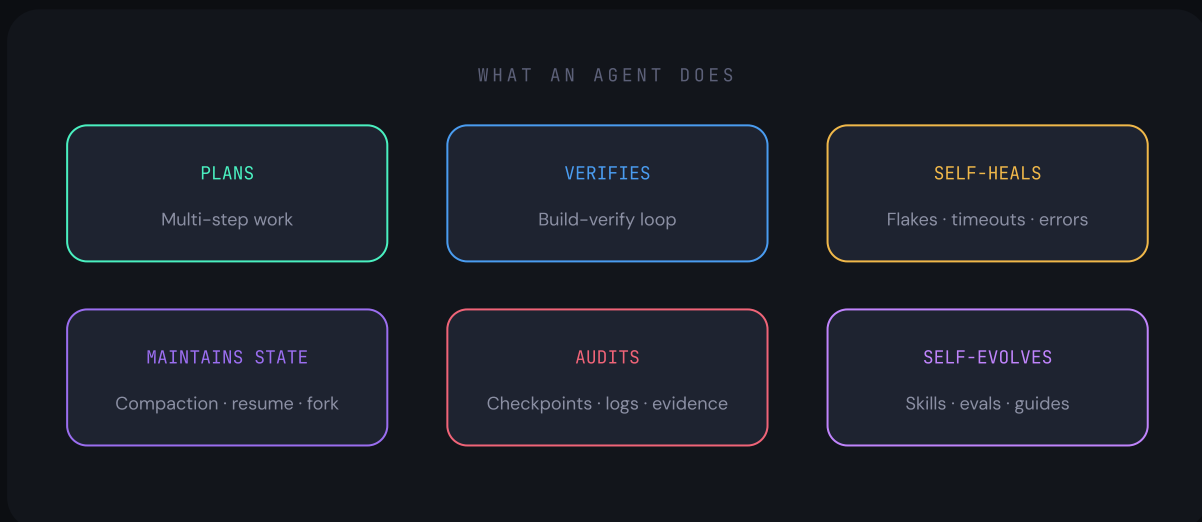 WHAT AN AGENT DOES
PLANS
Multi-step work
VERIFIES
Build-verify loop
SELF-HEALS
Flakes · timeouts · errors
MAINTAINS STATE
Compaction · resume · fork
AUDITS
Checkpoints · logs · evidence
SELF-EVOLVES
Skills · evals · guides